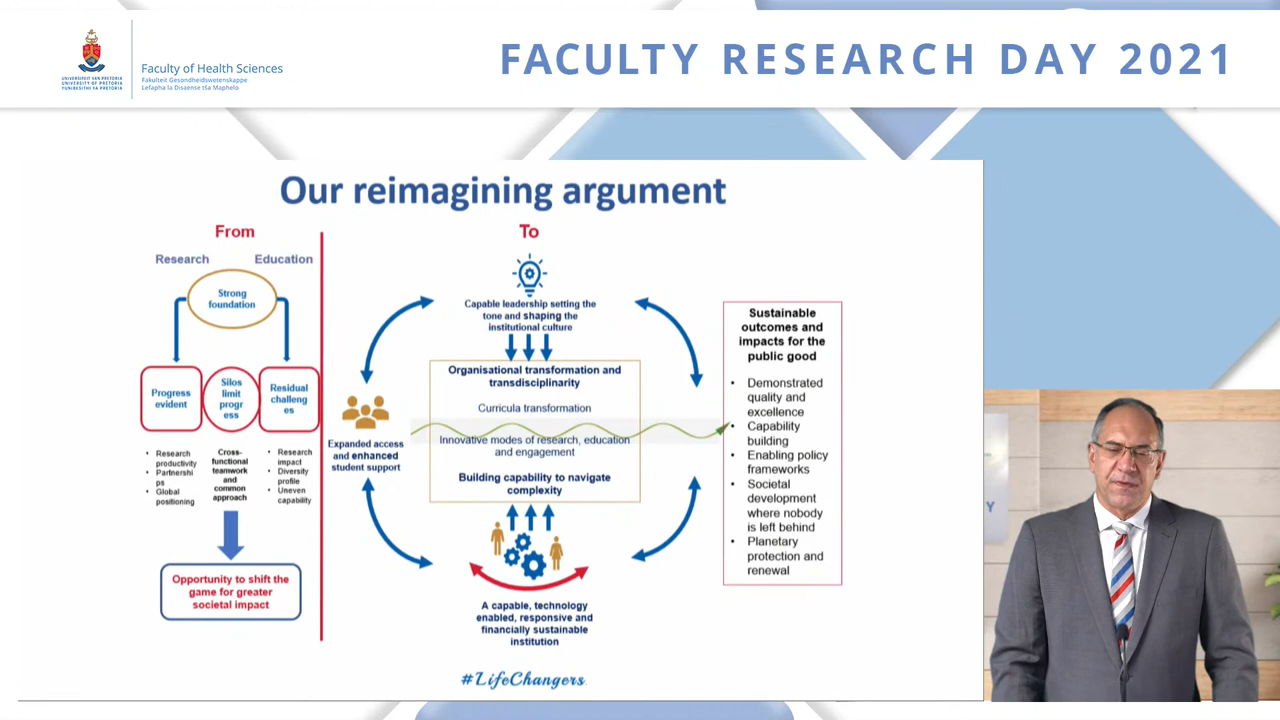 UNIVERSITEIT VAN PRETORIA
UNIVERSITY OF PRETORIA
YUNIBESITHI YA PRETORIA
Faculty of Health Sciences
Fakulteit Gesondheidswetenskappe
Lefapha la Disaense tša Maphelo
FACULTY RESEARCH DAY 2021
Our reimagining argument
From
Research
Education
Strong
foundation
Progress
evident
Silos
limit
progr
ess
Residual
challeng
es
• Research
productivity
• Partnershi
ps
• Global
positioning
Cross-
functional
teamwork
and
common
approach
• Research
impact
• Diversity
profile
• Uneven
capability
Opportunity to shift the
game for greater
societal impact
To
Capable leadership setting the
tone and shaping the
institutional culture
Expanded access
and enhanced
student support
Organisational transformation and
transdisciplinarity
Curricula transformation
Innovative modes of research, education
and engagement
Building capability to navigate
complexity
A capable, technology
enabled, responsive and
financially sustainable
institution
Sustainable
outcomes and
impacts for the
public good
• Demonstrated
quality and
excellence
• Capability
building
• Enabling policy
frameworks
• Societal
development
where nobody
is left behind
• Planetary
protection and
renewal
#LifeChangers
Y